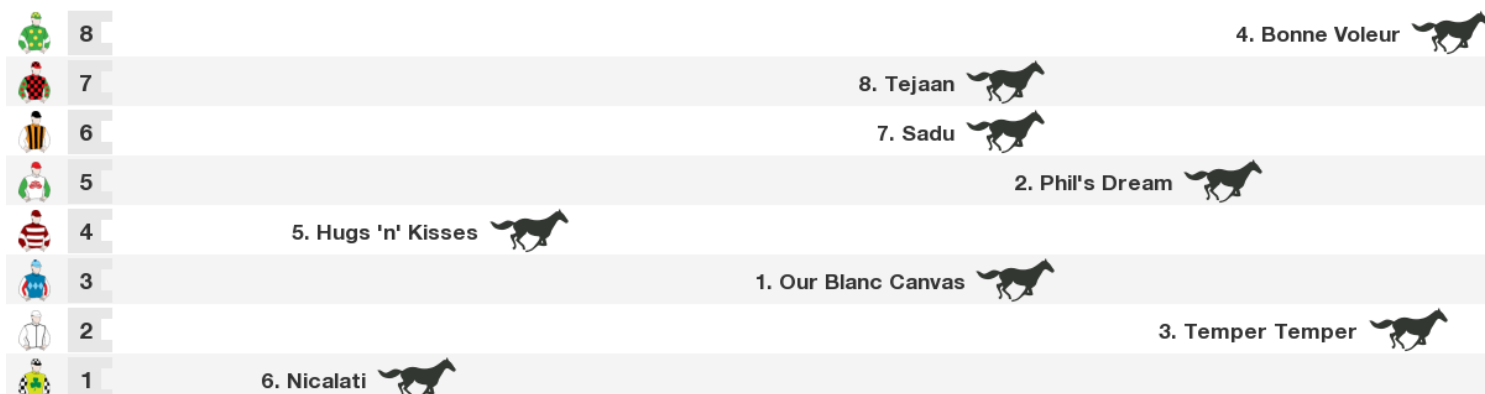 8 4. Bonne Voleur
7 8. Tejaan
6 7. Sadu
5 2. Phil's Dream
4 5. Hugs 'n' Kisses
3 1. Our Blanc Canvas
2 3. Temper Temper
1 6. Nicalati